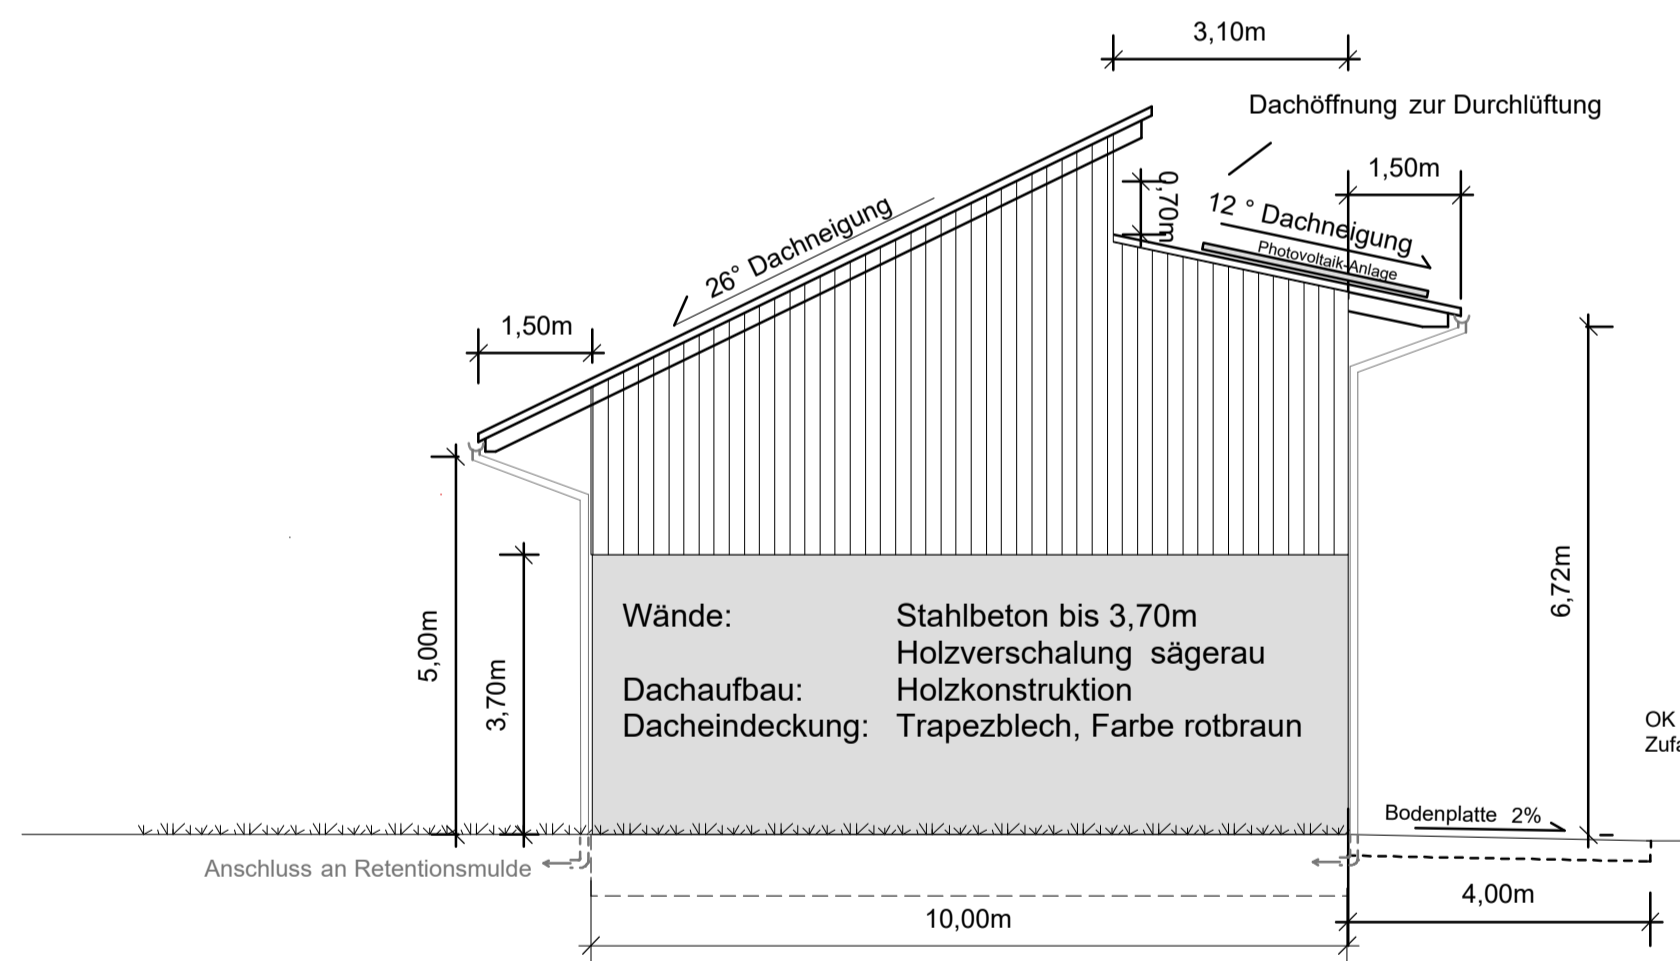 3,10m
Dachöffnung zur Durchlüftung
1,50m
0,70m
12 ° Dachneigung
Photovoltaik-Anlage
26° Dachneigung
1,50m
5,00m
3,70m
6,72m
Wände: Stahlbeton bis 3,70m
Holzverschalung sägerau
Dachaufbau: Holzkonstruktion
Dacheindeckung: Trapezblech, Farbe rotbraun
OK
Zufa
Bodenplatte 2%
Anschluss an Retentionsmulde
4,00m
10,00m